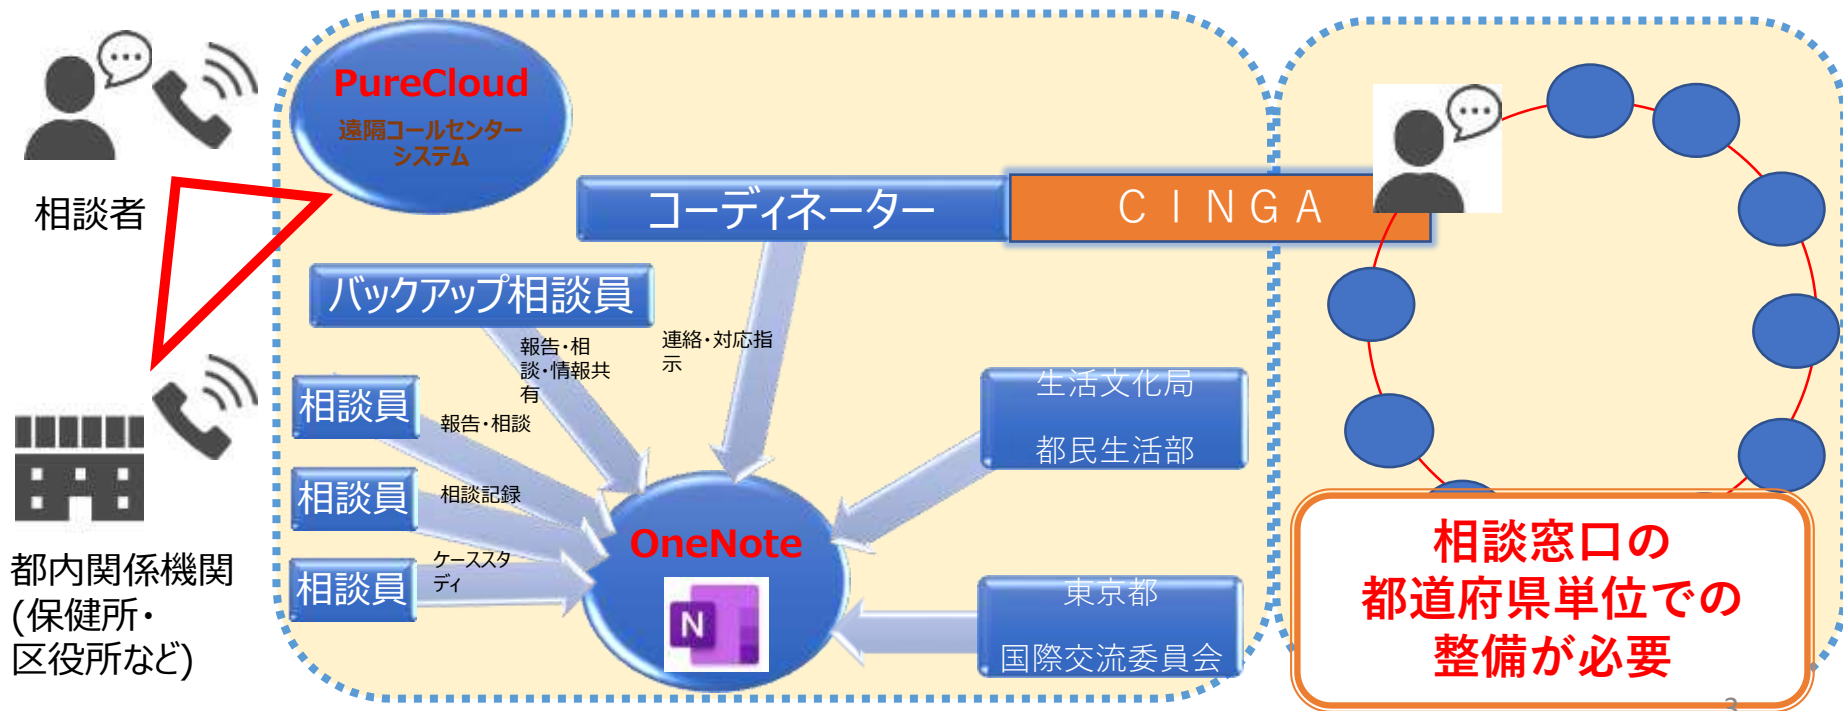 相談者
都内関係機関
(保健所・
区役所など)
PureCloud
遠隔コールセンター
システム
コーディネーター
CINGA
バックアップ相談員
報告・相
談・情報共
有
連絡・対応指
示
相談員
報告・相談
相談員
相談記録
相談員
ケーススタ
ディ
OneNote
N
生活文化局
都民生活部
東京都
国際交流委員会
相談窓口の
都道府県単位での
整備が必要
3